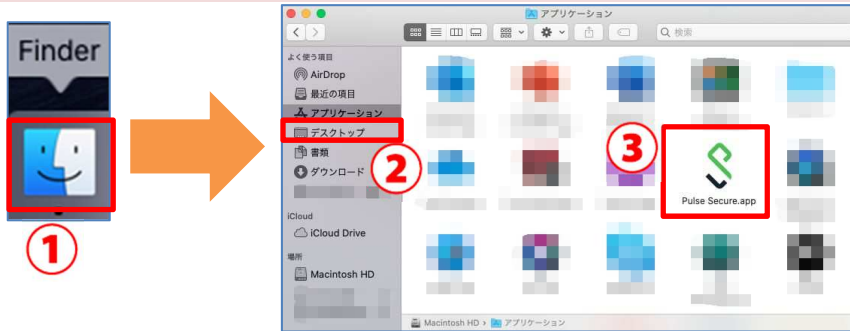 Finder
①
アプリケーション
検索
よく使う項目
AirDrop
最近の項目
アプリケーション
デスクトップ
書類
ダウンロード
②
iCloud
iCloud Drive
場所
Macintosh HD
③
Pulse Secure.app
Macintosh HD › アプリケーション